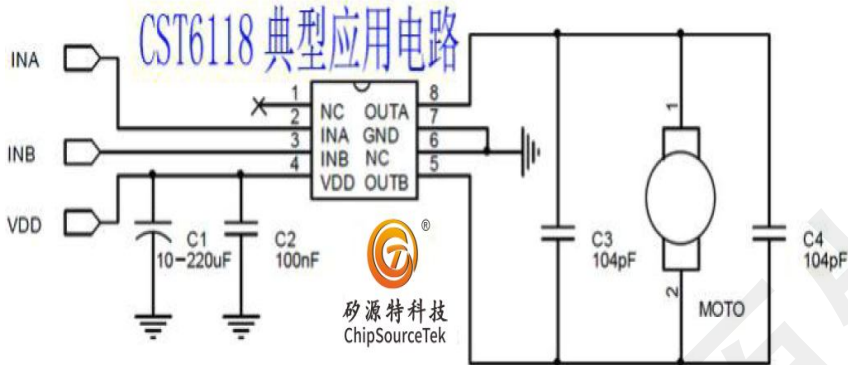 CST6118 典型应用电路
INA
INB
VDD
1
2
3
4
NC OUTA
INA GND
INB NC
VDD OUTB
8
7
6
5
C1
10-220uF
C2
100nF
®
矽源特科技
ChipSourceTek
C3
104pF
1
2
MOTO
C4
104pF